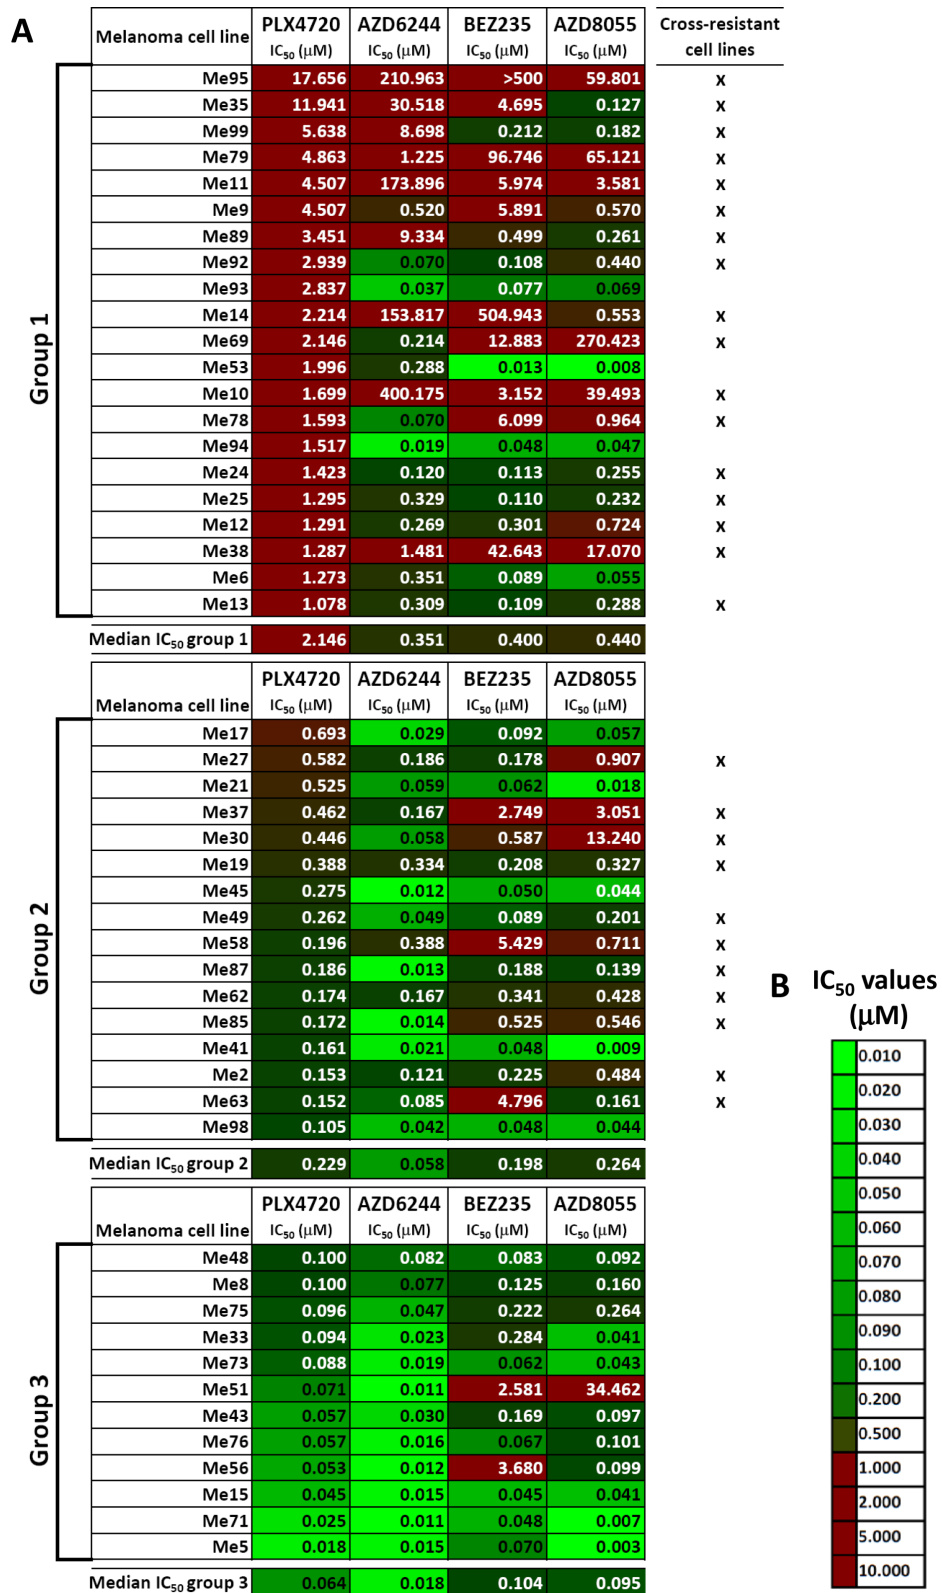 A
Melanoma cell line PLX4720 IC50 (μM) AZD6244 IC50 (μM) BEZ235 IC50 (μM) AZD8055 IC50 (μM) Cross-resistant cell lines
Group 1
Me95 17.656 210.963 >500 59.801 x
Me35 11.941 30.518 4.695 0.127 x
Me99 5.638 8.698 0.212 0.182 x
Me79 4.863 1.225 96.746 65.121 x
Me11 4.507 173.896 5.974 3.581 x
Me9 4.507 0.520 5.891 0.570 x
Me89 3.451 9.334 0.499 0.261 x
Me92 2.939 0.070 0.108 0.440 x
Me93 2.837 0.037 0.077 0.069
Me14 2.214 153.817 504.943 0.553 x
Me69 2.146 0.214 12.883 270.423 x
Me53 1.996 0.288 0.013 0.008
Me10 1.699 400.175 3.152 39.493 x
Me78 1.593 0.070 6.099 0.964 x
Me94 1.517 0.019 0.048 0.047
Me24 1.423 0.120 0.113 0.255 x
Me25 1.295 0.329 0.110 0.232 x
Me12 1.291 0.269 0.301 0.724 x
Me38 1.287 1.481 42.643 17.070 x
Me6 1.273 0.351 0.089 0.055
Me13 1.078 0.309 0.109 0.288 x
Median IC50 group 1 2.146 0.351 0.400 0.440
Melanoma cell line PLX4720 IC50 (μM) AZD6244 IC50 (μM) BEZ235 IC50 (μM) AZD8055 IC50 (μM)
Group 2
Me17 0.693 0.029 0.092 0.057
Me27 0.582 0.186 0.178 0.907 x
Me21 0.525 0.059 0.062 0.018
Me37 0.462 0.167 2.749 3.051 x
Me30 0.446 0.058 0.587 13.240 x
Me19 0.388 0.334 0.208 0.327 x
Me45 0.275 0.012 0.050 0.044
Me49 0.262 0.049 0.089 0.201 x
Me58 0.196 0.388 5.429 0.711 x
Me87 0.186 0.013 0.188 0.139 x
Me62 0.174 0.167 0.341 0.428 x
Me85 0.172 0.014 0.525 0.546 x
Me41 0.161 0.021 0.048 0.009
Me2 0.153 0.121 0.225 0.484 x
Me63 0.152 0.085 4.796 0.161 x
Me98 0.105 0.042 0.048 0.044
Median IC50 group 2 0.229 0.058 0.198 0.264
Melanoma cell line PLX4720 IC50 (μM) AZD6244 IC50 (μM) BEZ235 IC50 (μM) AZD8055 IC50 (μM)
Group 3
Me48 0.100 0.082 0.083 0.092
Me8 0.100 0.077 0.125 0.160
Me75 0.096 0.047 0.222 0.264
Me33 0.094 0.023 0.284 0.041
Me73 0.088 0.019 0.062 0.043
Me51 0.071 0.011 2.581 34.462
Me43 0.057 0.030 0.169 0.097
Me76 0.057 0.016 0.067 0.101
Me56 0.053 0.012 3.680 0.099
Me15 0.045 0.015 0.045 0.041
Me71 0.025 0.011 0.048 0.007
Me5 0.018 0.015 0.070 0.003
Median IC50 group 3 0.064 0.018 0.104 0.095
B
IC50 values
(μM)
0.010
0.020
0.030
0.040
0.050
0.060
0.070
0.080
0.090
0.100
0.200
0.500
1.000
2.000
5.000
10.000